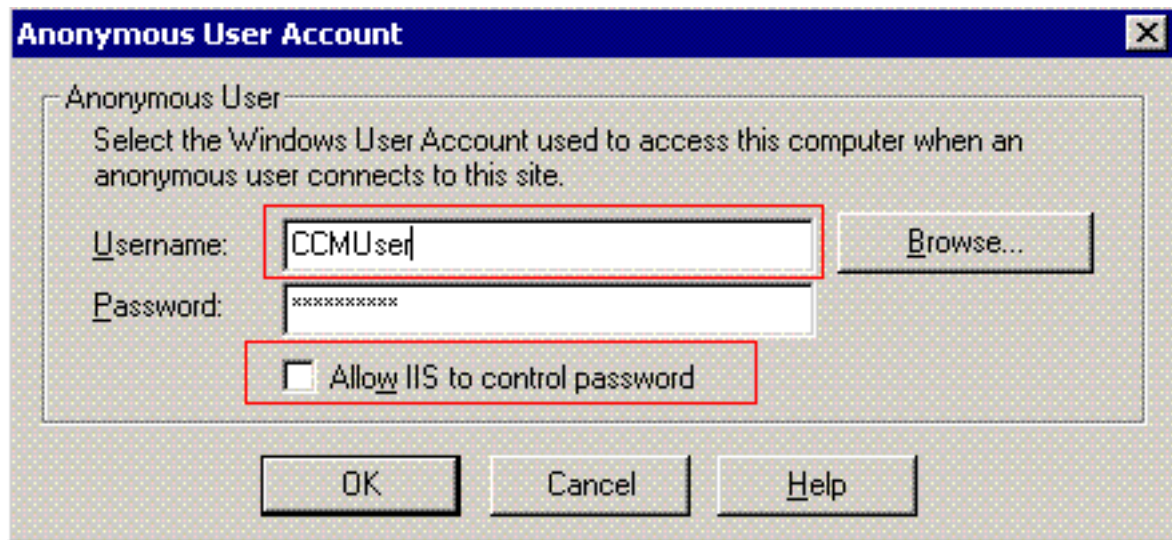 Anonymous User Account
Anonymous User
Select the Windows User Account used to access this computer when an
anonymous user connects to this site.
Username: CCMUser Browse...
Password: **********
Allow IIS to control password
OK Cancel Help